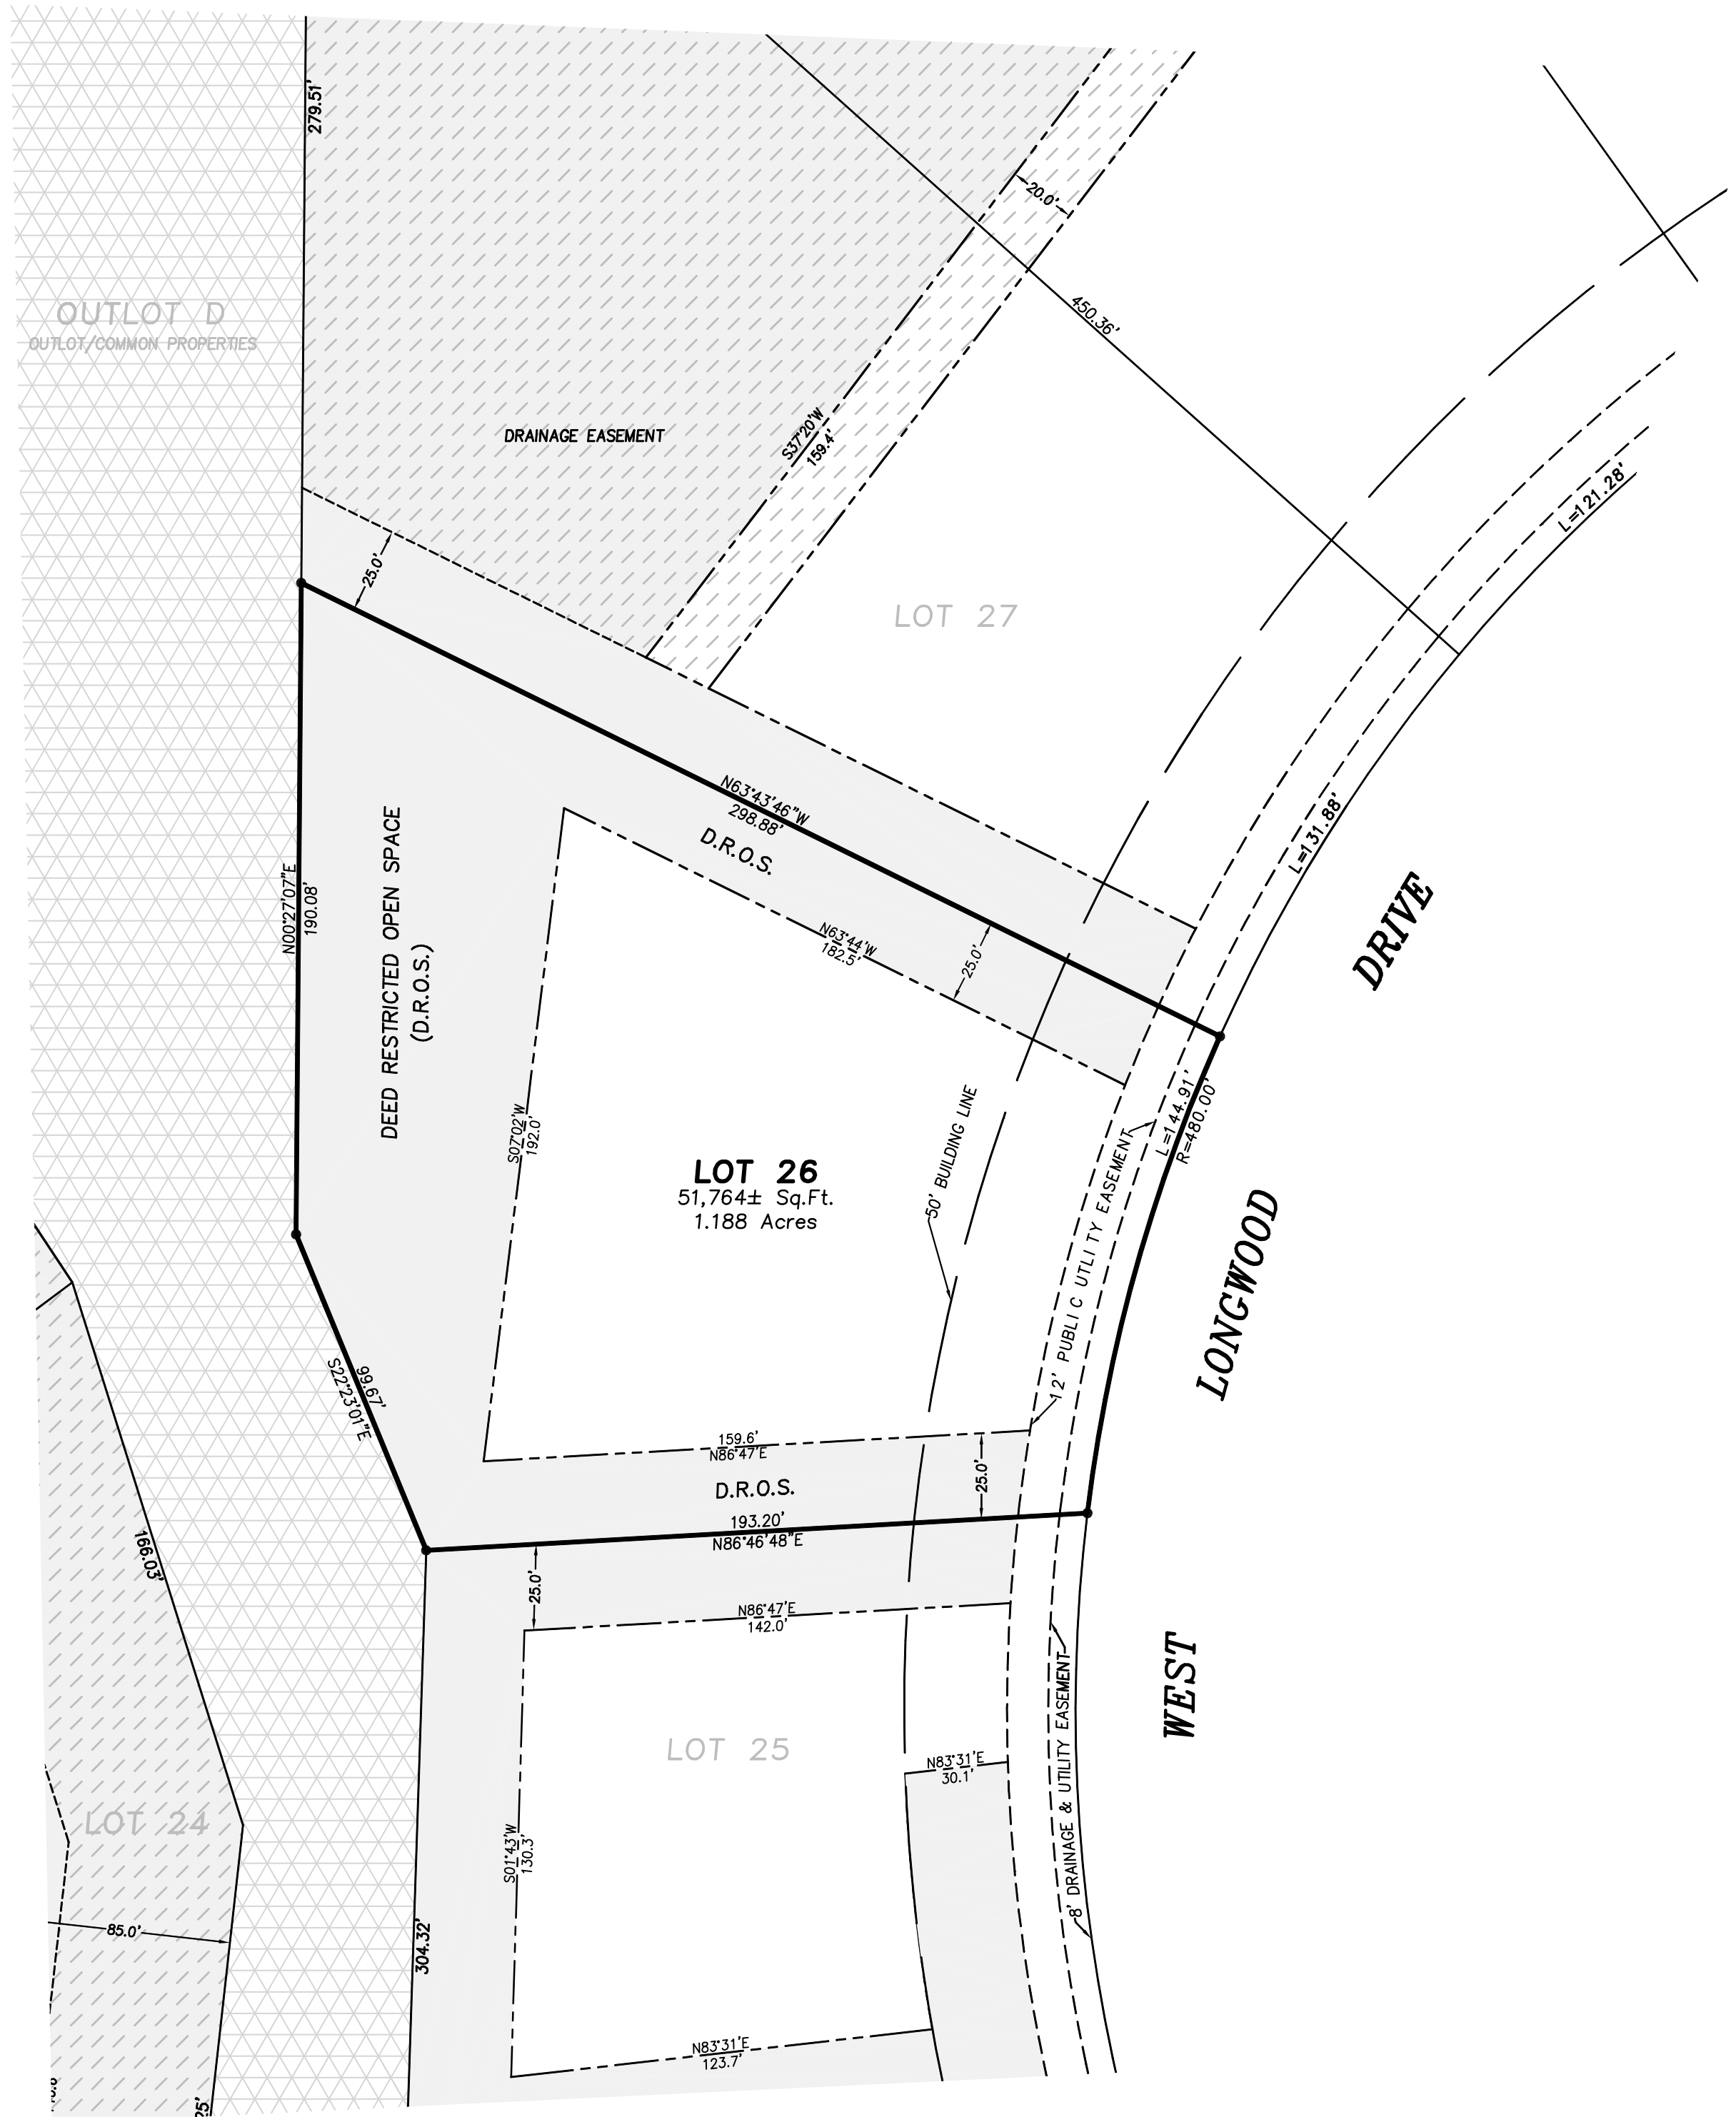 279.51'
20.0'
OUTLOT D
OUTLOT/COMMON PROPERTIES
450.36'
DRAINAGE EASEMENT
S37°20'W
159.4'
L=121.28'
25.0'
LOT 27
N63°43'46"W
298.88'
D.R.O.S.
L=131.88'
N00°27'07"E
190.08'
DEED RESTRICTED OPEN SPACE
(D.R.O.S.)
N63°44'W
182.5'
25.0'
DRIVE
S07°02'W
192.0'
LOT 26
51,764± Sq.Ft.
1.188 Acres
50' BUILDING LINE
L=144.91'
R=480.00'
12' PUBLIC UTLITY EASEMENT
LONGWOOD
99.67'
S22°23'01"E
159.6'
N86°47'E
D.R.O.S.
25.0'
193.20'
N86°46'48"E
166.03'
25.0'
N86°47'E
142.0'
WEST
LOT 25
8' DRAINAGE & UTILITY EASEMENT
N83°31'E
30.1'
LOT 24
S01°43'W
130.3'
85.0'
304.32'
N83°31'E
123.7'